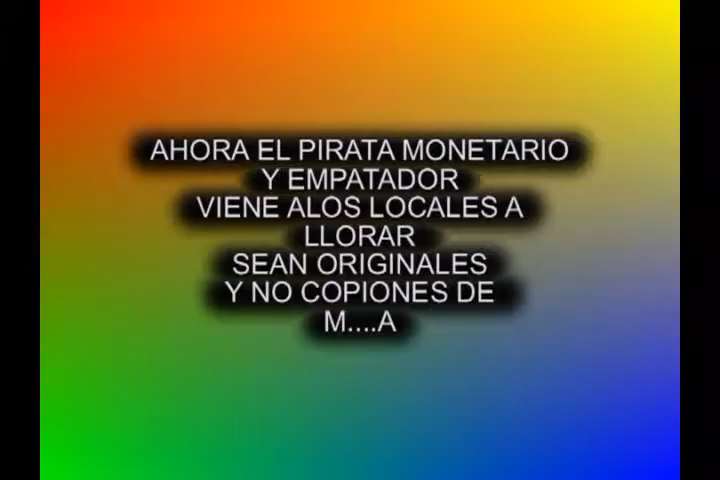 AHORA EL PIRATA MONETARIO
Y EMPATADOR
VIENE ALOS LOCALES A
LLORAR
SEAN ORIGINALES
Y NO COPIONES DE
M....A